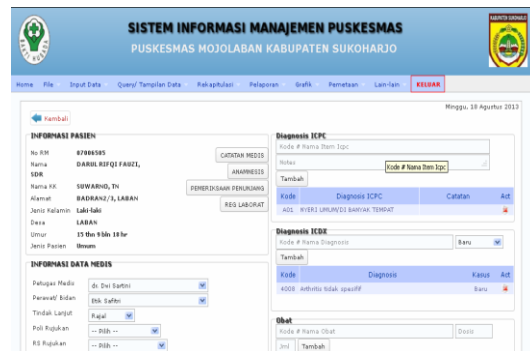 SISTEM INFORMASI MANAJEMEN PUSKESMAS
PUSKESMAS MOJOLABAN KABUPATEN SUKOHARJO
Home File Input Data Query/ Tampilan Data Rekapitulasi Pelaporan Grafik Pemetaan Lain-lain KELUAR
Minggu, 18 Agustus 2013
Kembali
INFORMASI PASIEN
No RM 07006505
Nama DARUL RIFQI FAUZI, SDR
Nama KK SUWARNO, TN
Alamat BADRAN2/3, LABAN
Jenis Kelamin Laki-laki
Desa LABAN
Umur 15 thn 9 bln 10 hr
Jenis Pasien Umum
CATATAN MEDIS
ANAMNESIS
PEMERIKSAAN PENUNJANG
REG LABORAT
INFORMASI DATA MEDIS
Petugas Medis dr. Dwi Sartini
Perawat/ Bidan Etik Safitri
Tindak Lanjut Rajal
Poli Rujukan -- Pilih --
RS Rujukan -- Pilih --
Diagnosis ICPC
Kode # Nama Item Icpc
Notes
Kode # Nama Item Icpc
Tambah
Kode Diagnosis ICPC Catatan Act
A01 NYERI UMUM/DI BANYAK TEMPAT
Diagnosis ICDX
Kode # Nama Diagnosis Baru
Tambah
Kode Diagnosis Kasus Act
4008 Arthritis tidak spesifif Baru
Obat
Kode # Nama Obat Dosis
Jml Tambah